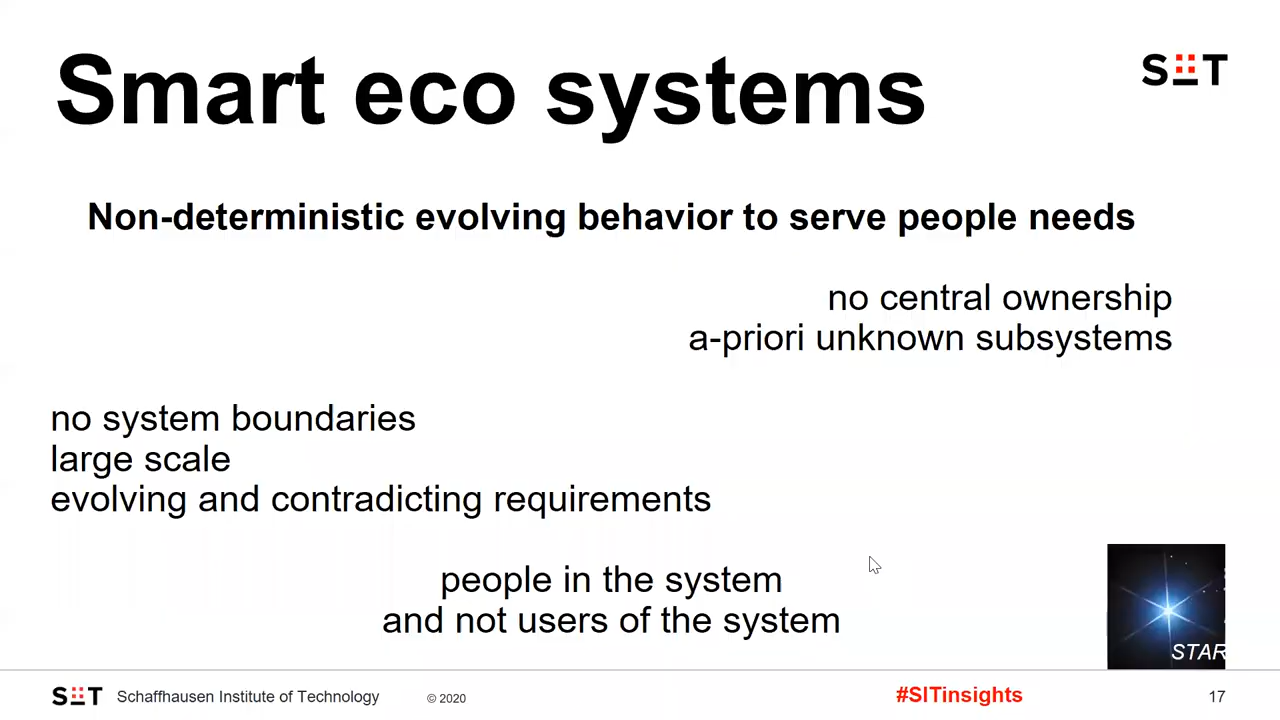 Smart eco systems
SIT
Non-deterministic evolving behavior to serve people needs
no central ownership
a-priori unknown subsystems
no system boundaries
large scale
evolving and contradicting requirements
people in the system
and not users of the system
STAR
SIT Schaffhausen Institute of Technology © 2020 #SITinsights 17